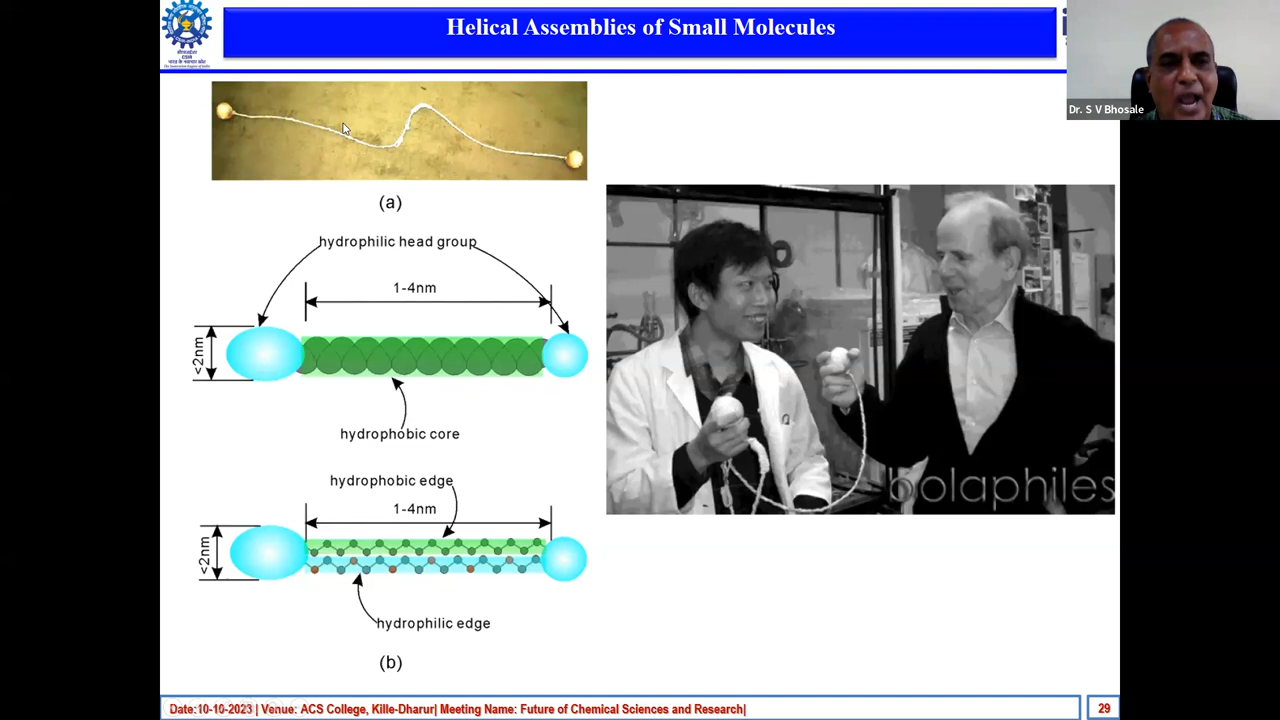 Helical Assemblies of Small Molecules
Dr. S V Bhosale
(a)
hydrophilic head group
1-4nm
<2nm
hydrophobic core
hydrophobic edge
1-4nm
<2nm
hydrophilic edge
(b)
bolaphiles
Date:10-10-2023| Venue: ACS College, Kille-Dharur| Meeting Name: Future of Chemical Sciences and Research|
29